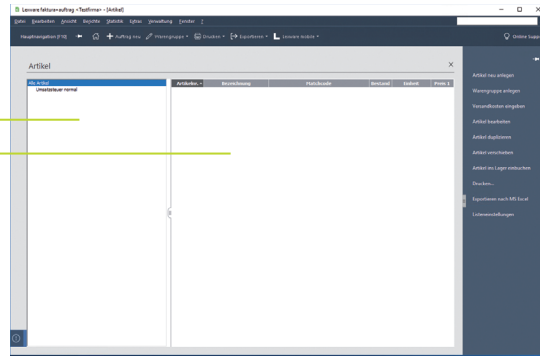 Lexware faktura+auftrag <Testfirma> - [Artikel]
Datei Bearbeiten Ansicht Berichte Statistik Extras Verwaltung Fenster ?
Hauptnavigation [F10] Auftrag neu Warengruppe Drucken Exportieren Lexware mobile Online Supp
Artikel
Alle Artikel
Umsatzsteuer normal
Artikelnr. Bezeichnung Matchcode Bestand Einheit Preis 1
Artikel neu anlegen
Warengruppe anlegen
Versandkosten eingeben
Artikel bearbeiten
Artikel duplizieren
Artikel verschieben
Artikel ins Lager einbuchen
Drucken...
Exportieren nach MS Excel
Listeneinstellungen